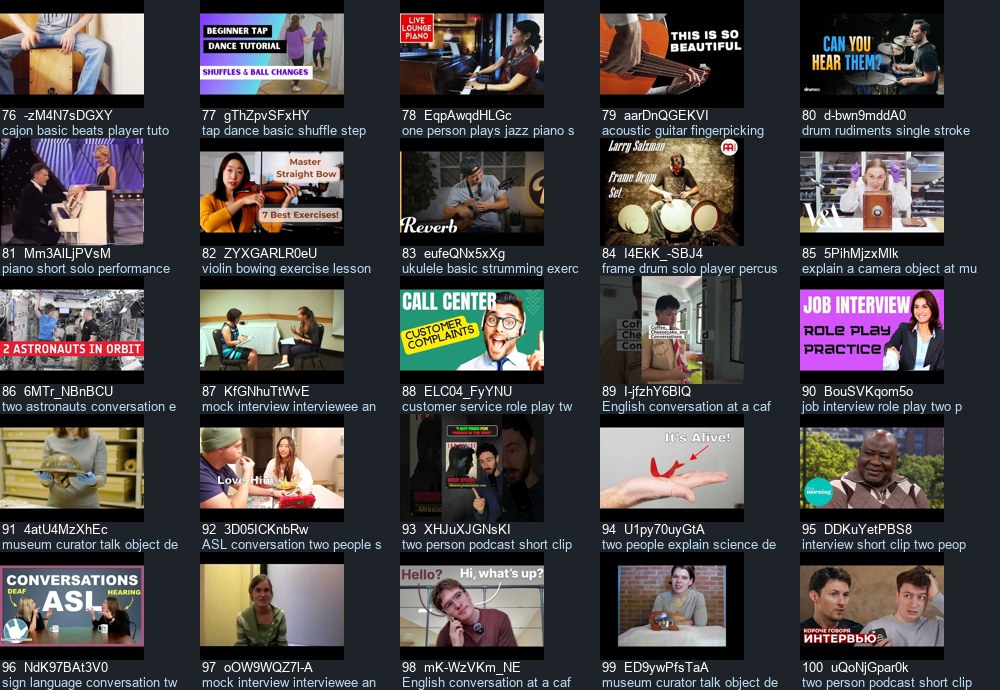 BEGINNER TAP
DANCE TUTORIAL
SHUFFLES & BALL CHANGES
LIVE
LOUNGE
PIANO
THIS IS SO
BEAUTIFUL
CAN YOU
HEAR THEM?
drumeo
76 -zM4N7sDGXY
cajon basic beats player tuto
77 gThZpvSFxHY
tap dance basic shuffle step
78 EqpAwqdHLGc
one person plays jazz piano s
79 aarDnQGEKVI
acoustic guitar fingerpicking
80 d-bwn9mddA0
drum rudiments single stroke
Master
Straight Bow
7 Best Exercises!
Reverb
Larry Salzman
Frame Drum
Set
V&A
81 Mm3AlLjPVsM
piano short solo performance
82 ZYXGARLR0eU
violin bowing exercise lesson
83 eufeQNx5xXg
ukulele basic strumming exerc
84 I4EkK_-SBJ4
frame drum solo player percus
85 5PihMjzxMlk
explain a camera object at mu
2 ASTRONAUTS IN ORBIT
CALL CENTER
CUSTOMER
COMPLAINTS
Coffee,
Cheesecake, and
Conversations
JOB INTERVIEW
ROLE PLAY
PRACTICE
86 6MTr_NBnBCU
two astronauts conversation e
87 KfGNhuTtWvE
mock interview interviewee an
88 ELC04_FyYNU
customer service role play tw
89 I-jfzhY6BlQ
English conversation at a caf
90 BouSVKqom5o
job interview role play two p
Love Him
It's Alive!
this
morning
91 4atU4MzXhEc
museum curator talk object de
92 3D05ICKnbRw
ASL conversation two people s
93 XHJuXJGNsKI
two person podcast short clip
94 U1py70uyGtA
two people explain science de
95 DDKuYetPBS8
interview short clip two peop
CONVERSATIONS
DEAF
ASL
HEARING
Hello?
Hi, what's up?
КОРОЧЕ ГОВОРЯ
ИНТЕРВЬЮ
96 NdK97BAt3V0
sign language conversation tw
97 oOW9WQZ7l-A
mock interview interviewee an
98 mK-WzVKm_NE
English conversation at a caf
99 ED9ywPfsTaA
museum curator talk object de
100 uQoNjGpar0k
two person podcast short clip